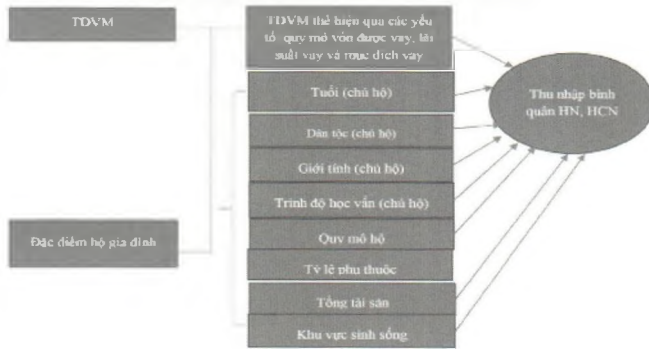 TDVM
TDVM thể hiện qua các yếu
tố quy mô vốn được vay, lãi
suất vay và mục đích vay
Tuổi (chủ hộ)
Dân tộc (chủ hộ)
Giới tính (chủ hộ)
Trình độ học vấn (chủ hộ)
Quy mô hộ
Tỷ lệ phụ thuộc
Tổng tài sản
Khu vực sinh sống
Đặc điểm hộ gia đình
Thu nhập bình
quân HN, HCN